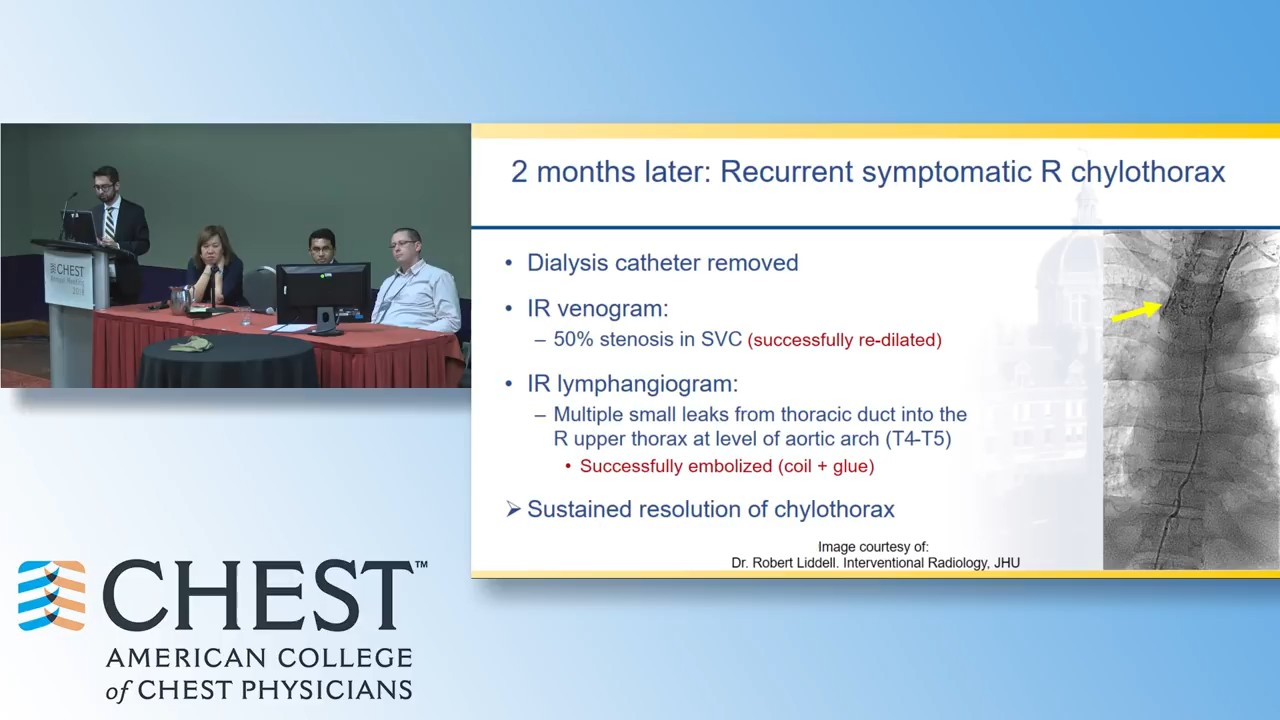 2 months later: Recurrent symptomatic R chylothorax
• Dialysis catheter removed
• IR venogram:
– 50% stenosis in SVC (successfully re-dilated)
• IR lymphangiogram:
– Multiple small leaks from thoracic duct into the
R upper thorax at level of aortic arch (T4-T5)
• Successfully embolized (coil + glue)
➢ Sustained resolution of chylothorax
Image courtesy of:
Dr. Robert Liddell. Interventional Radiology, JHU
CHEST
CHEST™
AMERICAN COLLEGE
of CHEST PHYSICIANS